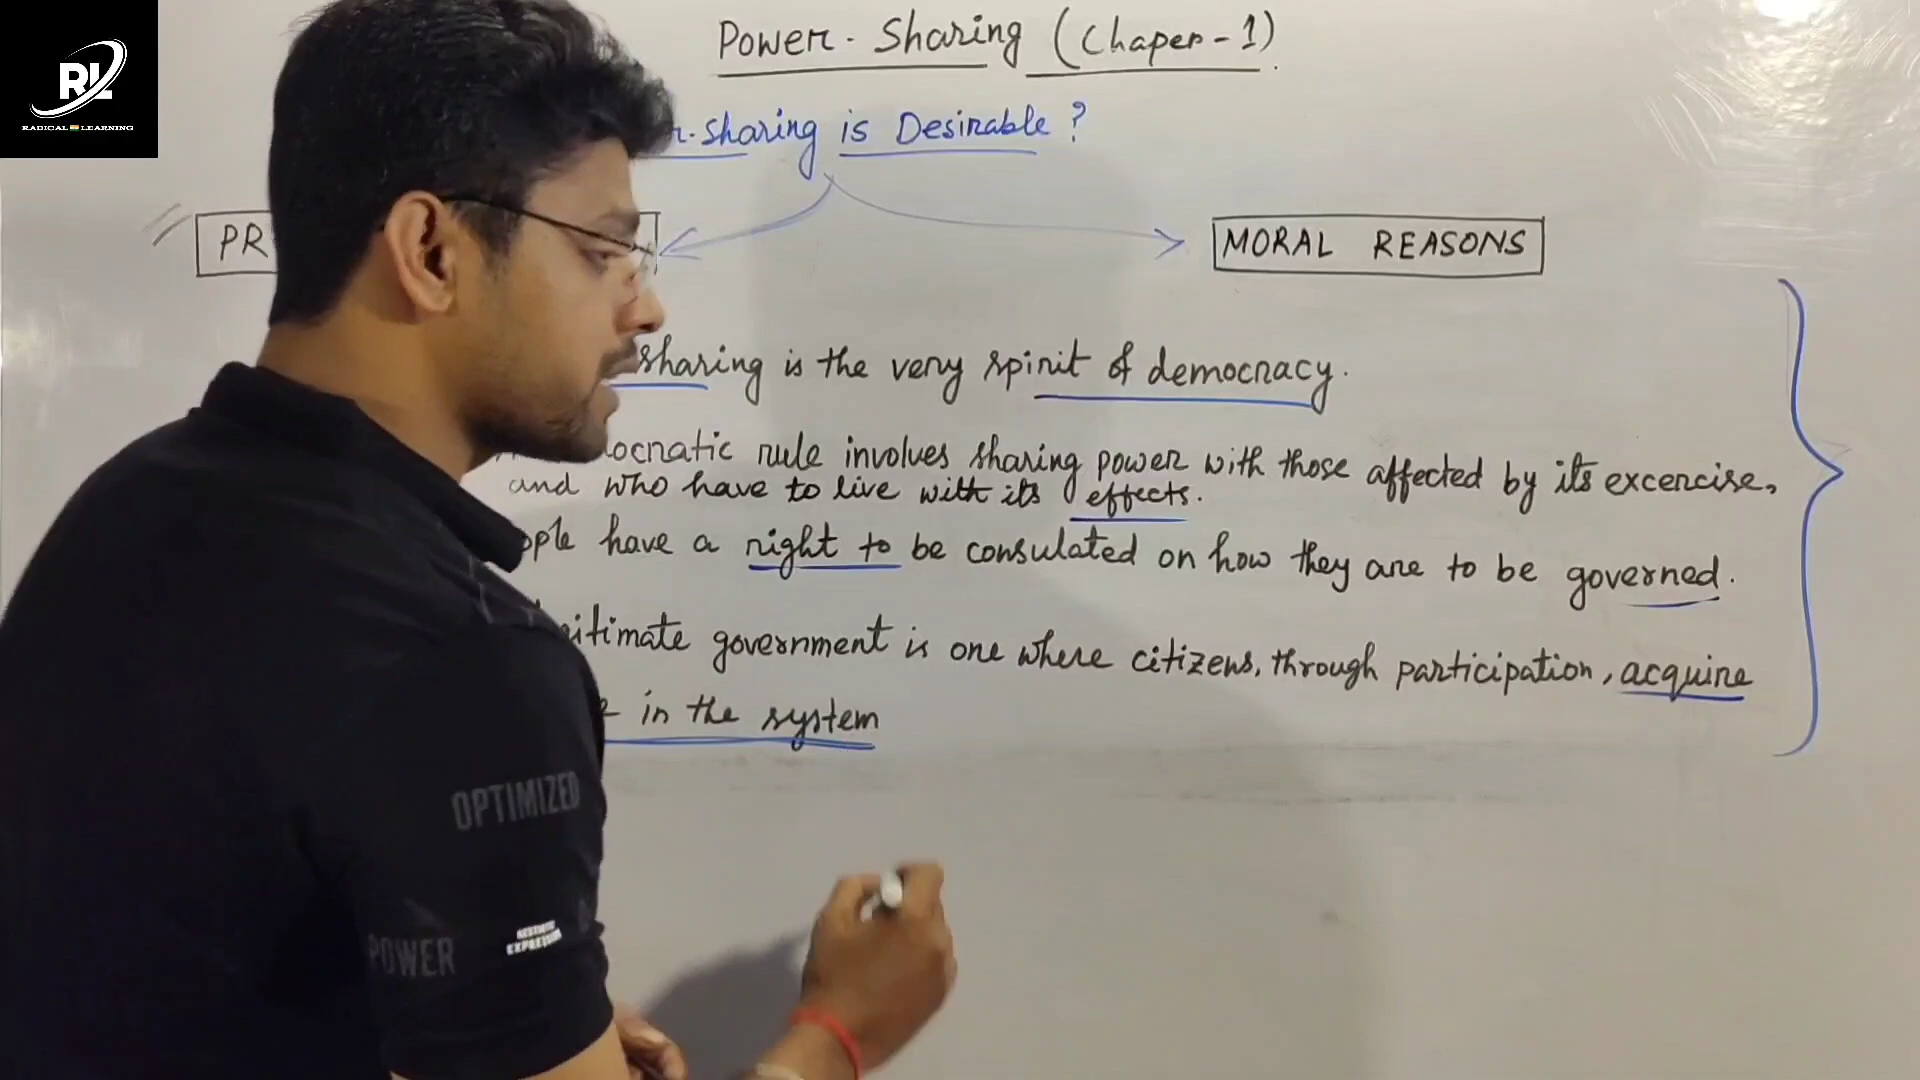 RL
RADICAL LEARNING
Power-Sharing (Chaper-1)
r-sharing is Desirable?
PR
MORAL REASONS
sharing is the very spirit of democracy.
ocratic rule involves sharing power with those affected by its excercise,
and who have to live with its effects.
ople have a right to be consulated on how they are to be governed.
itimate government is one where citizens, through participation, acquire
in the system
OPTIMIZED
POWER